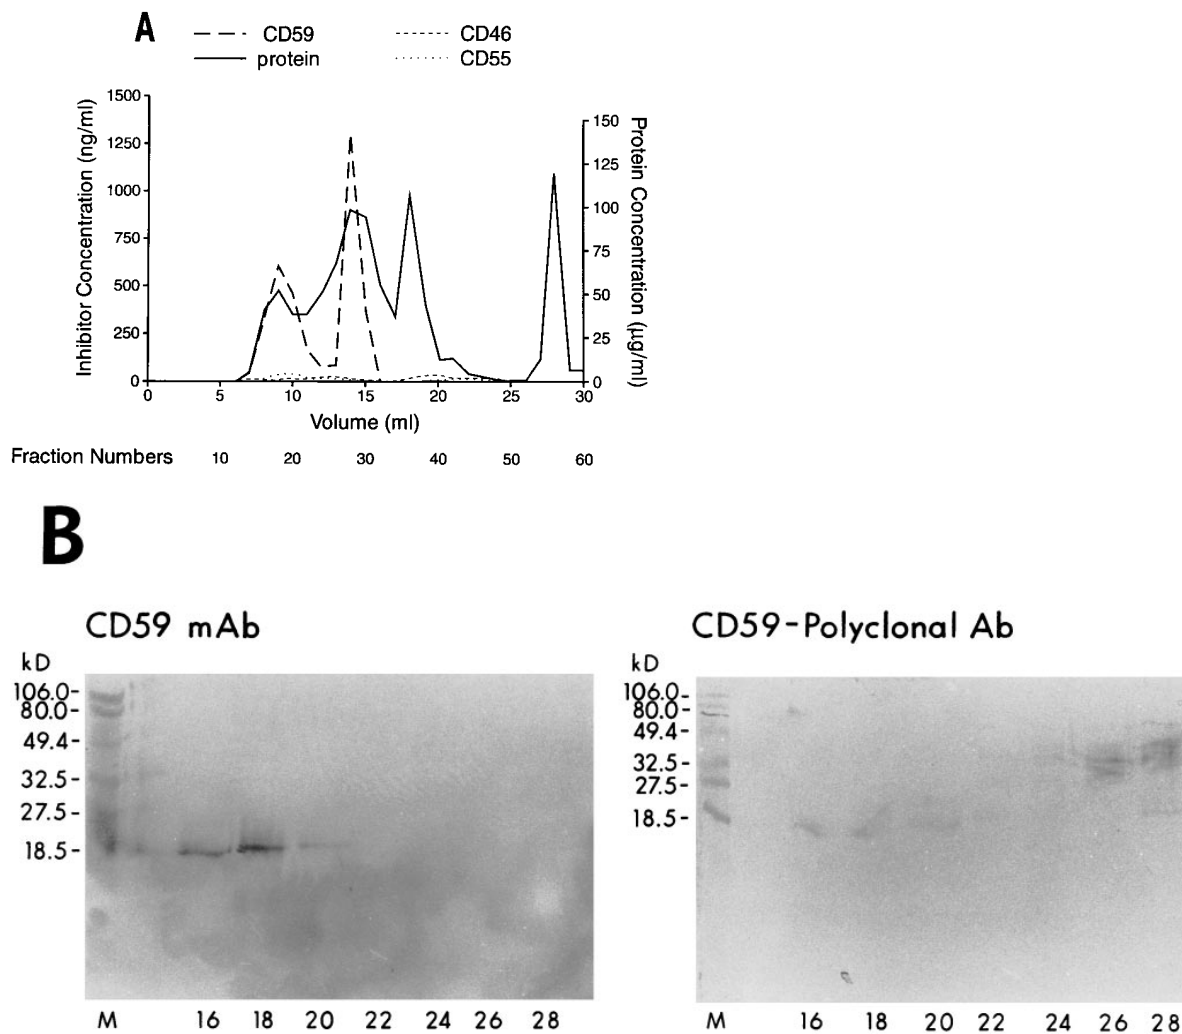 A
CD59
CD46
protein
CD55
Inhibitor Concentration (ng/ml)
1500
1250
1000
750
500
250
0
Protein Concentration (µg/ml)
150
125
100
75
50
25
0
0 5 10 15 20 25 30
Volume (ml)
Fraction Numbers 10 20 30 40 50 60
B
CD59 mAb
kD
106.0-
80.0-
49.4-
32.5-
27.5-
18.5-
M 16 18 20 22 24 26 28
CD59-Polyclonal Ab
kD
106.0-
80.0-
49.4-
32.5-
27.5-
18.5-
M 16 18 20 22 24 26 28